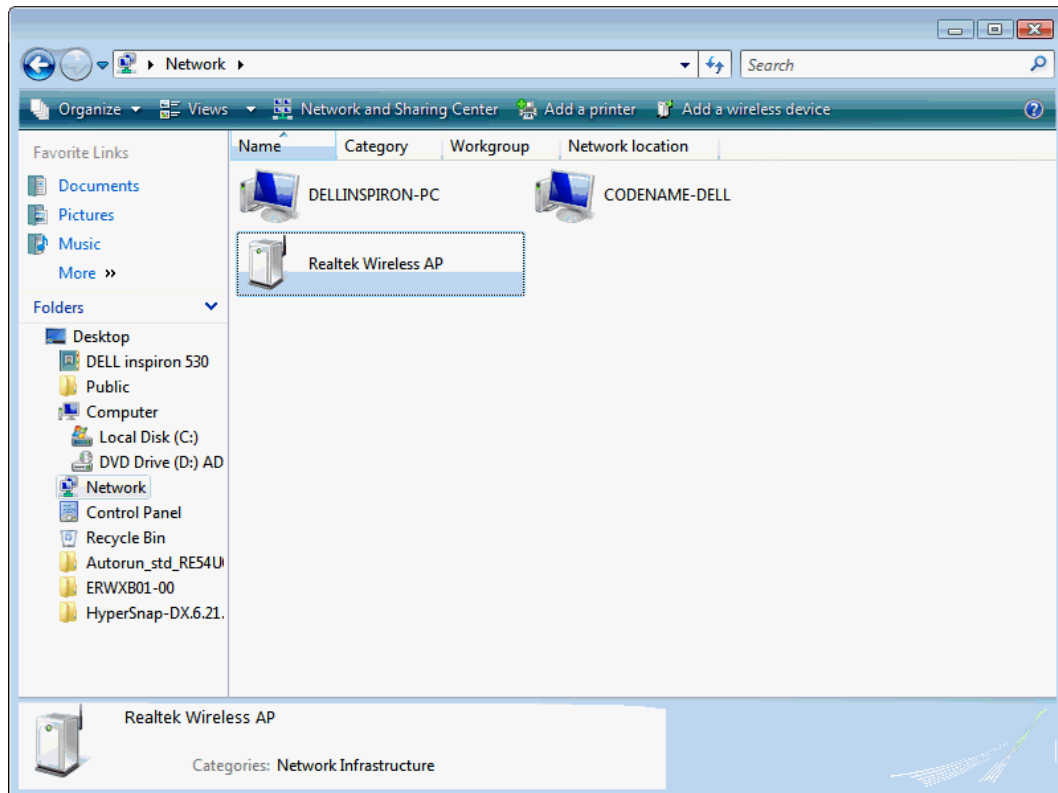 Network
Search
Organize Views Network and Sharing Center Add a printer Add a wireless device
Favorite Links
Documents
Pictures
Music
More »
Folders
Desktop
DELL inspiron 530
Public
Computer
Local Disk (C:)
DVD Drive (D:) AD
Network
Control Panel
Recycle Bin
Autorun_std_RE54U
ERWXB01-00
HyperSnap-DX.6.21.
Name Category Workgroup Network location
DELLINSPIRON-PC CODENAME-DELL
Realtek Wireless AP
Realtek Wireless AP
Categories: Network Infrastructure